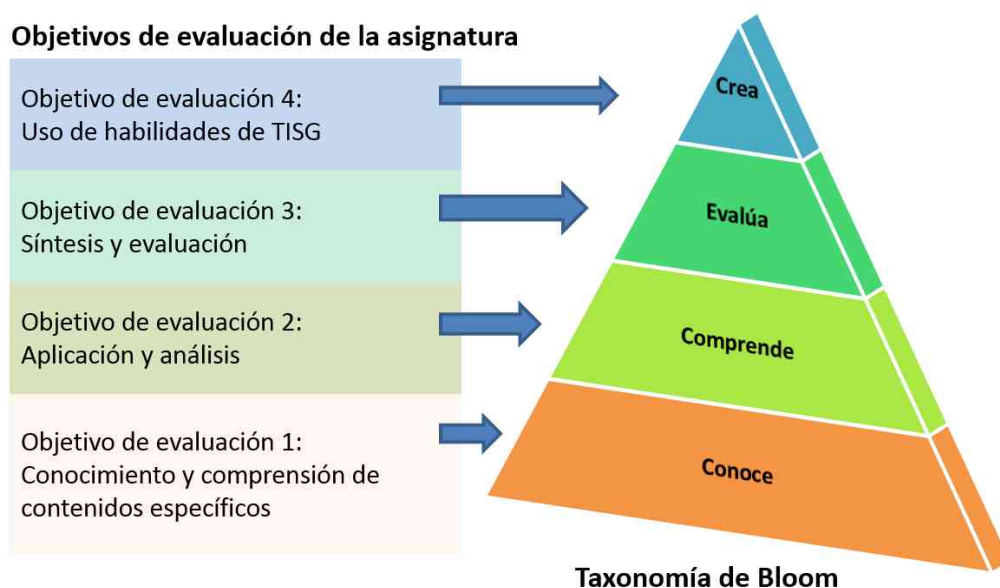 Objetivos de evaluación de la asignatura
Objetivo de evaluación 4:
Uso de habilidades de TISG
Objetivo de evaluación 3:
Síntesis y evaluación
Objetivo de evaluación 2:
Aplicación y análisis
Objetivo de evaluación 1:
Conocimiento y comprensión de
contenidos específicos
Crea
Evalúa
Comprende
Conoce
Taxonomía de Bloom